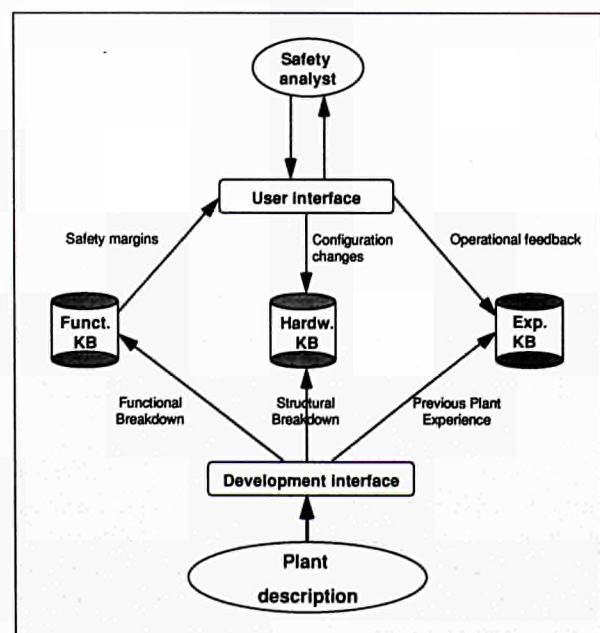 Safety
analyst
User interface
Safety margins
Configuration
changes
Operational feedback
Funct.
KB
Hardw.
KB
Exp.
KB
Functional
Breakdown
Structural
Breakdown
Previous Plant
Experience
Development interface
Plant
description